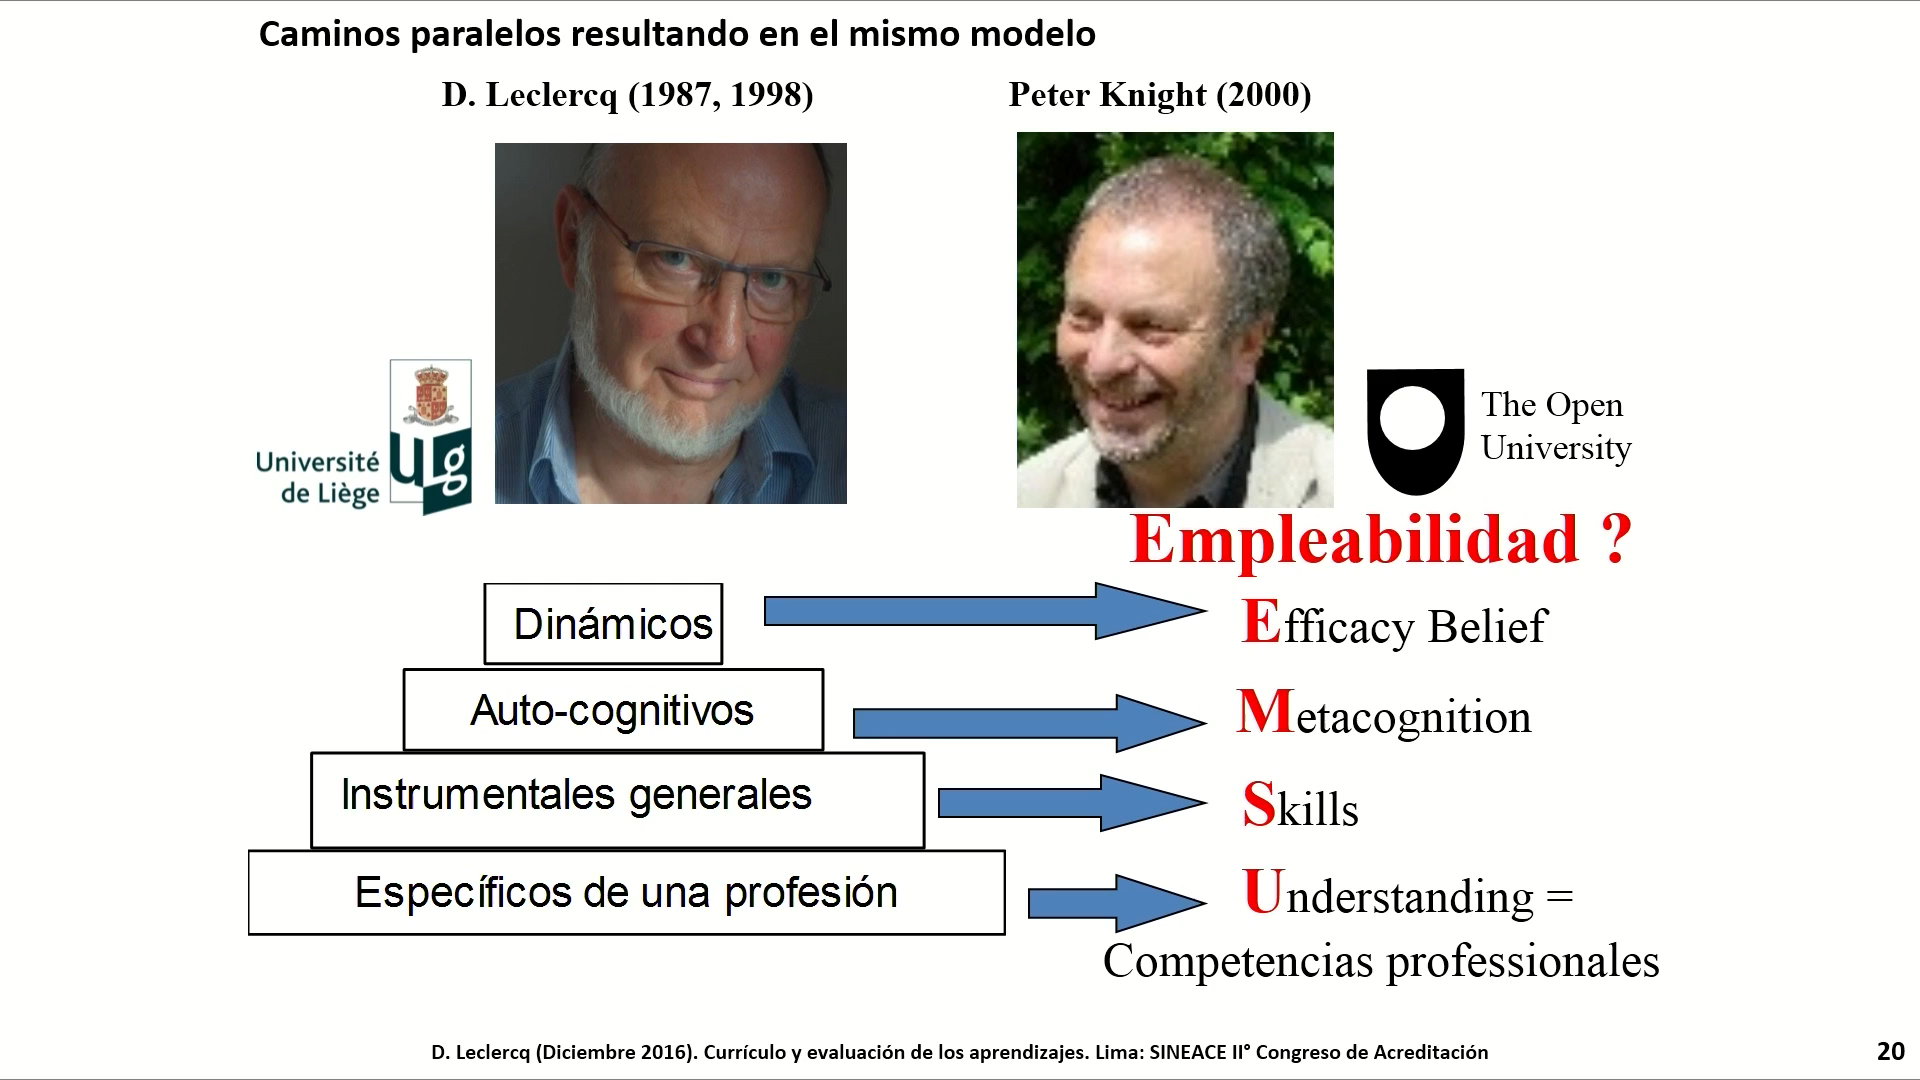 Caminos paralelos resultando en el mismo modelo
D. Leclercq (1987, 1998)
Peter Knight (2000)
Université
de Liège
uLg
The Open
University
Empleabilidad ?
Dinámicos
Efficacy Belief
Auto-cognitivos
Metacognition
Instrumentales generales
Skills
Específicos de una profesión
Understanding =
Competencias professionales
D. Leclercq (Diciembre 2016). Currículo y evaluación de los aprendizajes. Lima: SINEACE II° Congreso de Acreditación
20